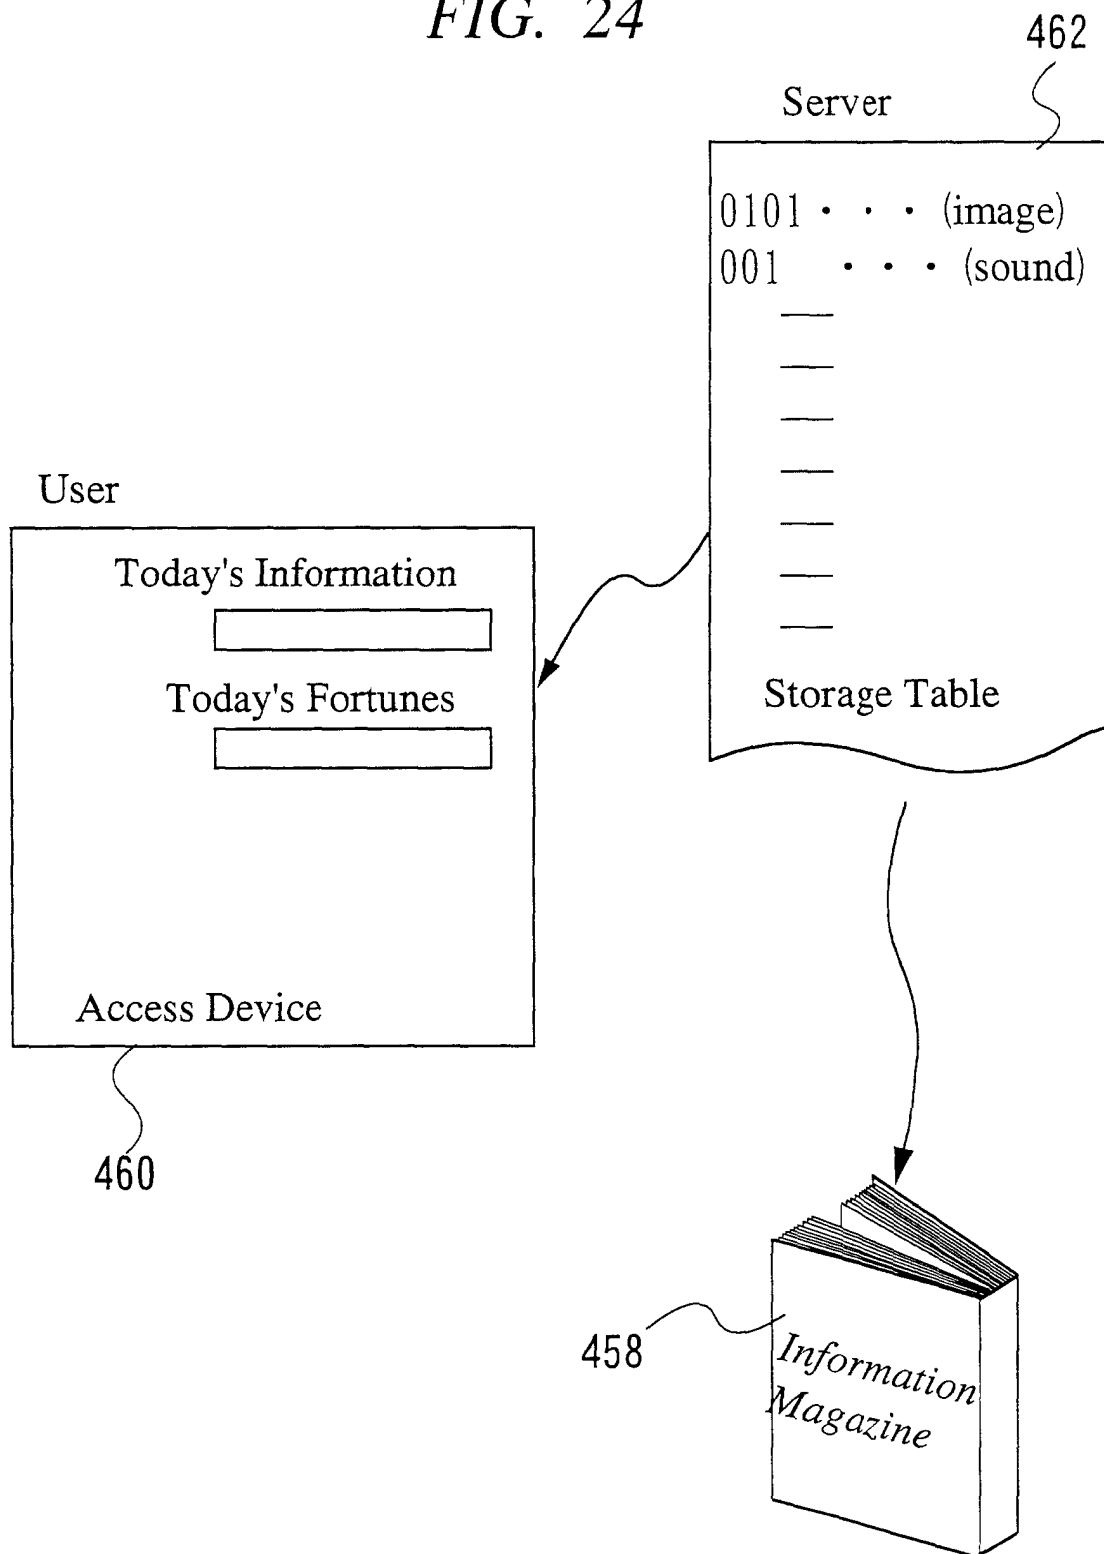 FIG. 24
462
Server
0101 · · · (image)
001 · · · (sound)
Storage Table
User
Today's Information
Today's Fortunes
Access Device
460
458
Information
Magazine